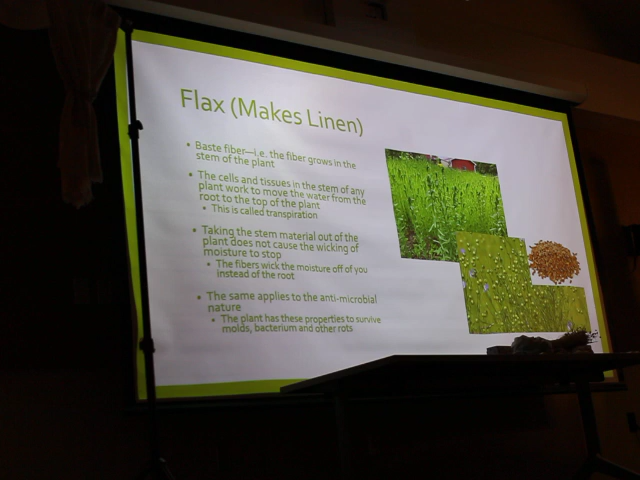 Flax (Makes Linen)
• Baste fiber—i.e. the fiber grows in the
stem of the plant
• The cells and tissues in the stem of any
plant work to move the water from the
root to the top of the plant
• This is called transpiration
• Taking the stem material out of the
plant does not cause the wicking of
moisture to stop
• The fibers wick the moisture off of you
instead of the root
• The same applies to the anti-microbial
nature
• The plant has these properties to survive
molds, bacterium and other rots